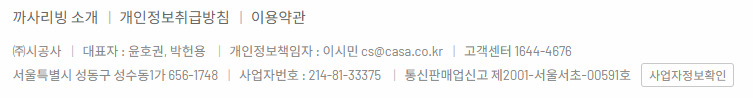 까사리빙 소개 | 개인정보취급방침 | 이용약관
㈜시공사 | 대표자 : 윤호권, 박헌용 | 개인정보책임자 : 이시민 cs@casa.co.kr | 고객센터 1644-4676
서울특별시 성동구 성수동1가 656-1748 | 사업자번호 : 214-81-33375 | 통신판매업신고 제2001-서울서초-00591호 사업자정보확인